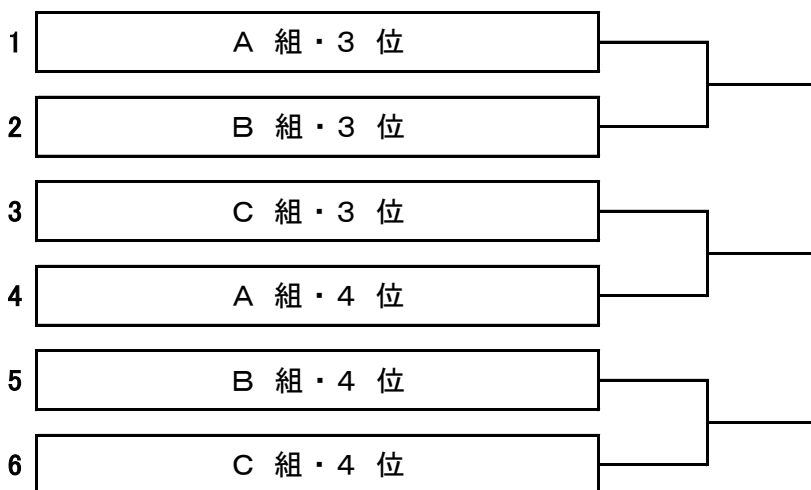 1 A 組・3 位
2 B 組・3 位
3 C 組・3 位
4 A 組・4 位
5 B 組・4 位
6 C 組・4 位